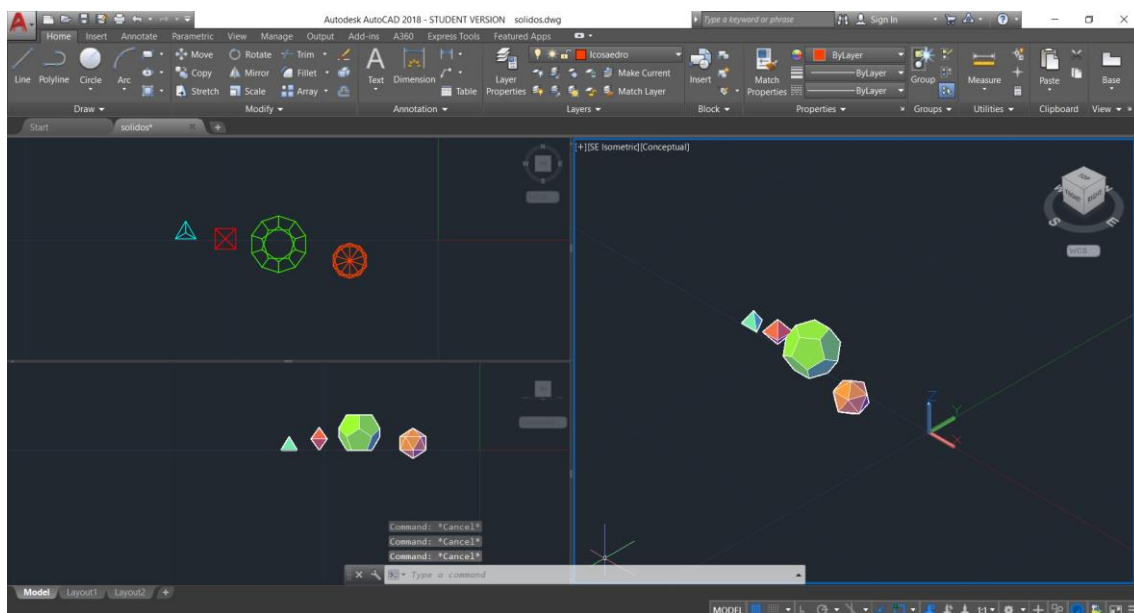 Autodesk AutoCAD 2018 - STUDENT VERSION solidos.dwg
Type a keyword or phrase
Sign In
Home Insert Annotate Parametric View Manage Output Add-ins A360 Express Tools Featured Apps
Line Polyline Circle Arc
Move Rotate Trim
Copy Mirror Fillet
Stretch Scale Array
Text Dimension
Table
Layer
Properties
Icosaedro
Make Current
Match Layer
Insert
Match
Properties
ByLayer
ByLayer
ByLayer
Group
Measure
Paste
Base
Draw Modify Annotation Layers Block Properties Groups Utilities Clipboard View
Start solidos*
[+][SE Isometric][Conceptual]
TOP
FRONT
RIGHT
S
E
WCS
Z
Y
X
Command: *Cancel*
Command: *Cancel*
Command: *Cancel*
Type a command
Model Layout1 Layout2 +
MODEL
1:1